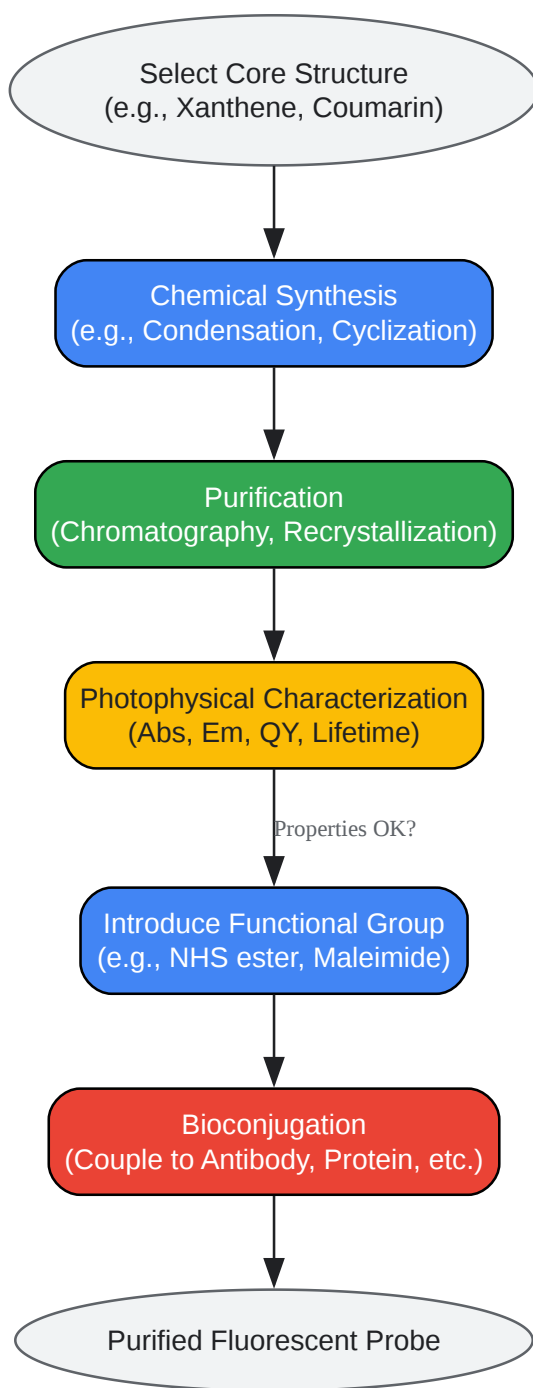 Select Core Structure
(e.g., Xanthene, Coumarin)
Chemical Synthesis
(e.g., Condensation, Cyclization)
Purification
(Chromatography, Recrystallization)
Photophysical Characterization
(Abs, Em, QY, Lifetime)
Properties OK?
Introduce Functional Group
(e.g., NHS ester, Maleimide)
Bioconjugation
(Couple to Antibody, Protein, etc.)
Purified Fluorescent Probe